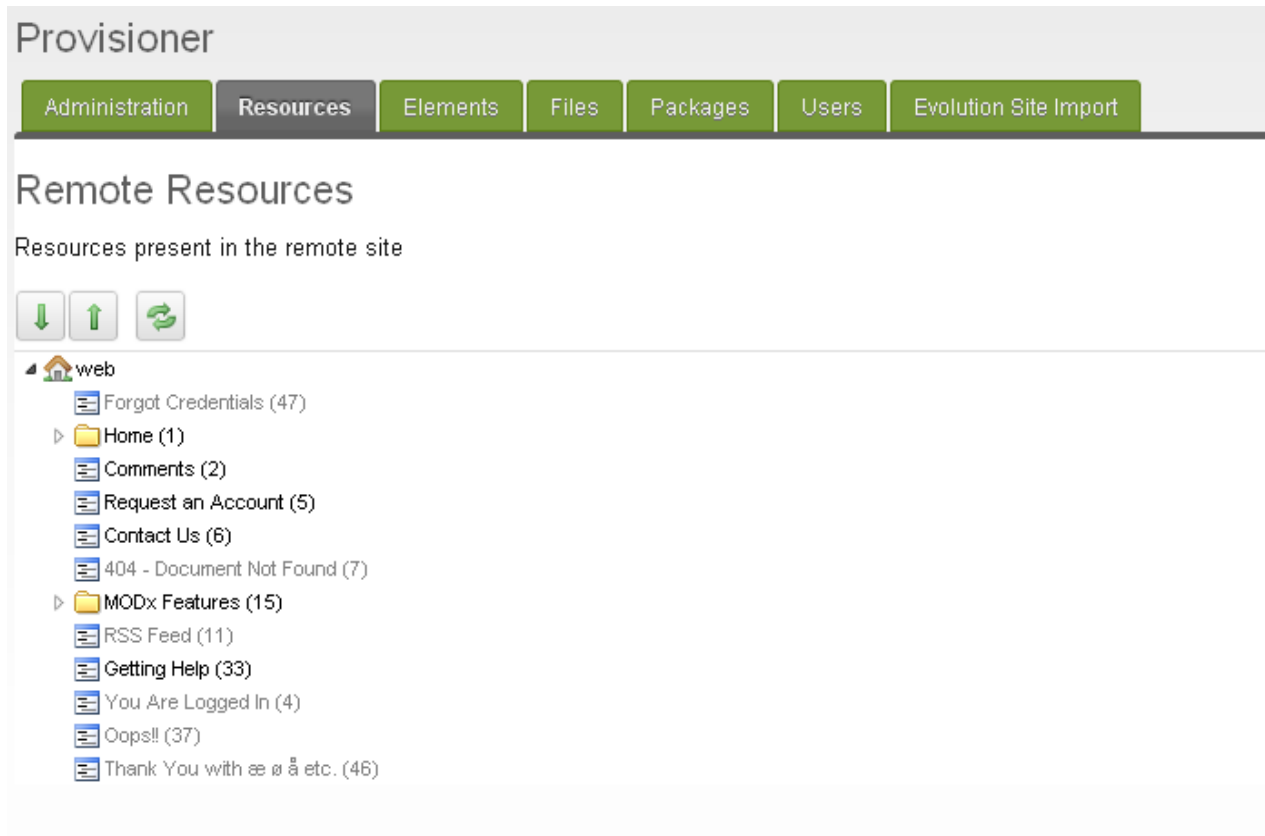 Provisioner
Administration Resources Elements Files Packages Users Evolution Site Import
Remote Resources
Resources present in the remote site
web
Forgot Credentials (47)
Home (1)
Comments (2)
Request an Account (5)
Contact Us (6)
404 - Document Not Found (7)
MODx Features (15)
RSS Feed (11)
Getting Help (33)
You Are Logged In (4)
Oops!! (37)
Thank You with æ ø å etc. (46)